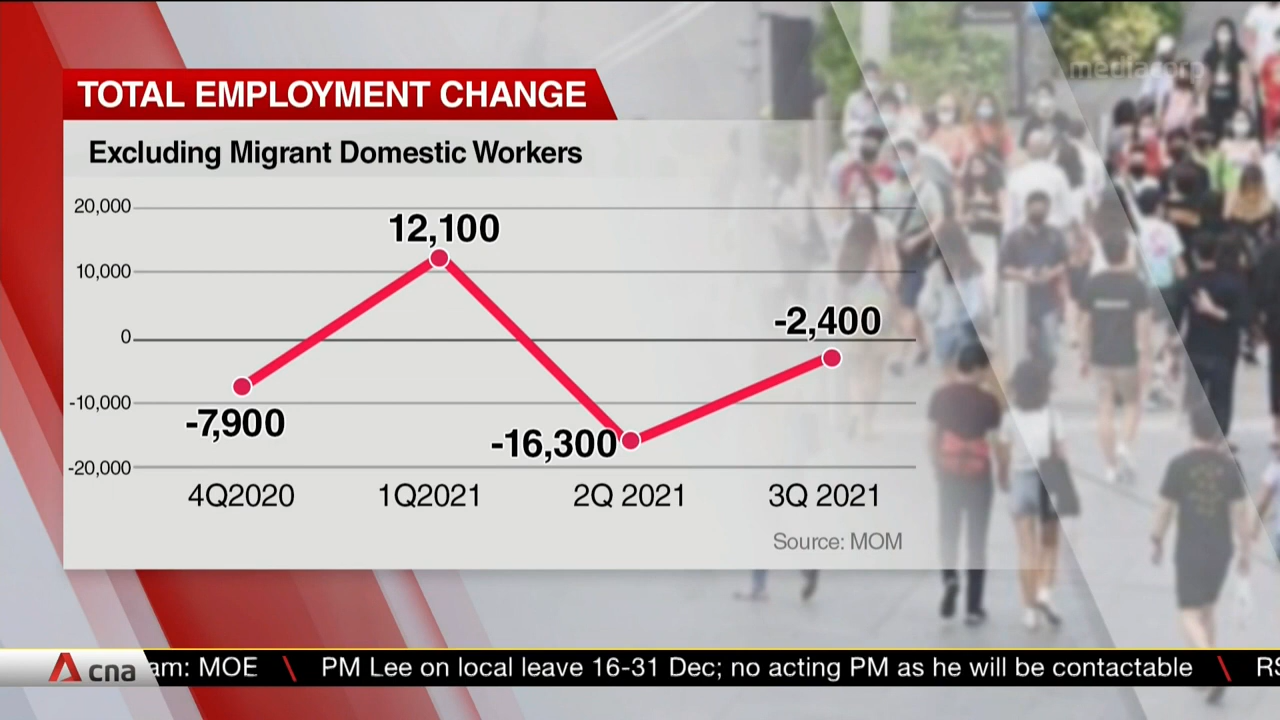 mediacorp
TOTAL EMPLOYMENT CHANGE
Excluding Migrant Domestic Workers
20,000
10,000
0
-10,000
-20,000
-7,900
12,100
-16,300
-2,400
4Q2020
1Q2021
2Q 2021
3Q 2021
Source: MOM
cna
am: MOE \ PM Lee on local leave 16-31 Dec; no acting PM as he will be contactable \ RS